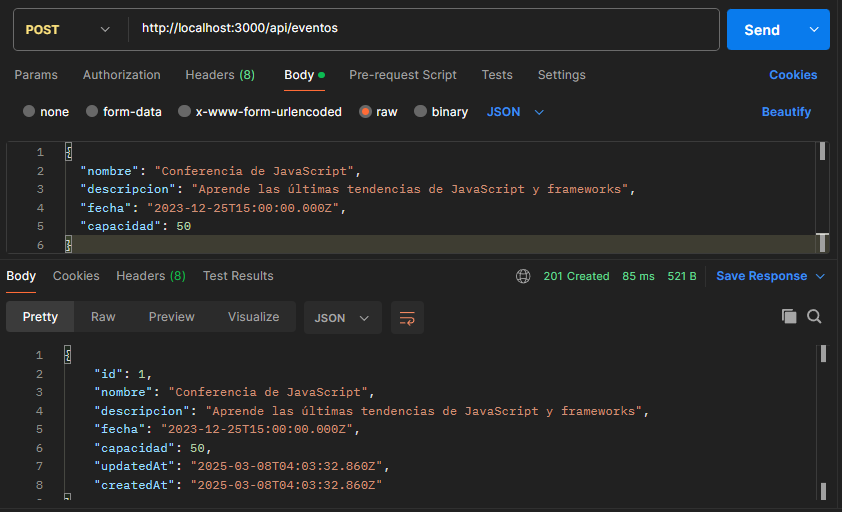 POST http://localhost:3000/api/eventos Send
Params Authorization Headers (8) Body Pre-request Script Tests Settings Cookies
none form-data x-www-form-urlencoded raw binary JSON Beautify
1 {
2 "nombre": "Conferencia de JavaScript",
3 "descripcion": "Aprende las últimas tendencias de JavaScript y frameworks",
4 "fecha": "2023-12-25T15:00:00.000Z",
5 "capacidad": 50
6 }
Body Cookies Headers (8) Test Results 201 Created 85 ms 521 B Save Response
Pretty Raw Preview Visualize JSON
1 {
2 "id": 1,
3 "nombre": "Conferencia de JavaScript",
4 "descripcion": "Aprende las últimas tendencias de JavaScript y frameworks",
5 "fecha": "2023-12-25T15:00:00.000Z",
6 "capacidad": 50,
7 "updatedAt": "2025-03-08T04:03:32.860Z",
8 "createdAt": "2025-03-08T04:03:32.860Z"